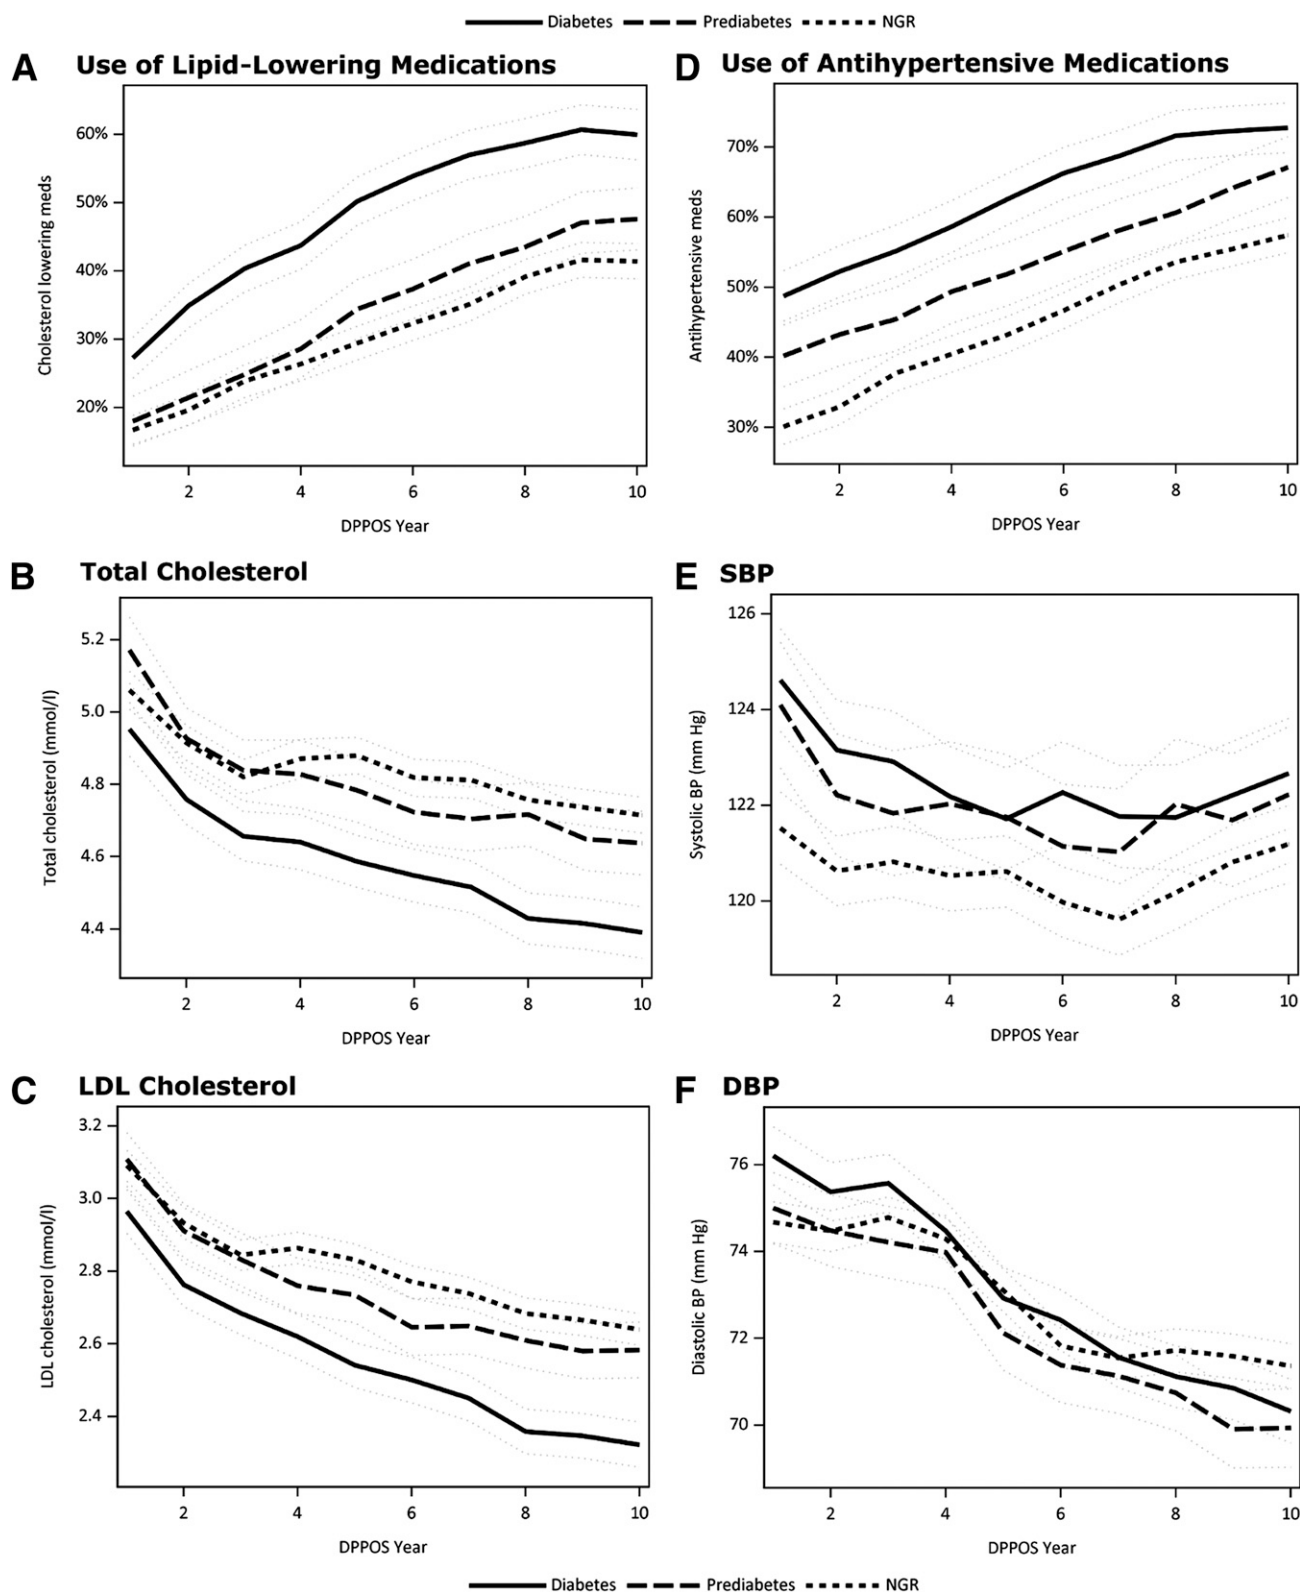 Diabetes Prediabetes NGR
A Use of Lipid-Lowering Medications
Cholesterol lowering meds
60%
50%
40%
30%
20%
2 4 6 8 10
DPPOS Year
D Use of Antihypertensive Medications
Antihypertensive meds
70%
60%
50%
40%
30%
2 4 6 8 10
DPPOS Year
B Total Cholesterol
Total cholesterol (mmol/l)
5.2
5.0
4.8
4.6
4.4
2 4 6 8 10
DPPOS Year
E SBP
Systolic BP (mm Hg)
126
124
122
120
2 4 6 8 10
DPPOS Year
C LDL Cholesterol
LDL cholesterol (mmol/l)
3.2
3.0
2.8
2.6
2.4
2 4 6 8 10
DPPOS Year
F DBP
Diastolic BP (mm Hg)
76
74
72
70
2 4 6 8 10
DPPOS Year
Diabetes Prediabetes NGR